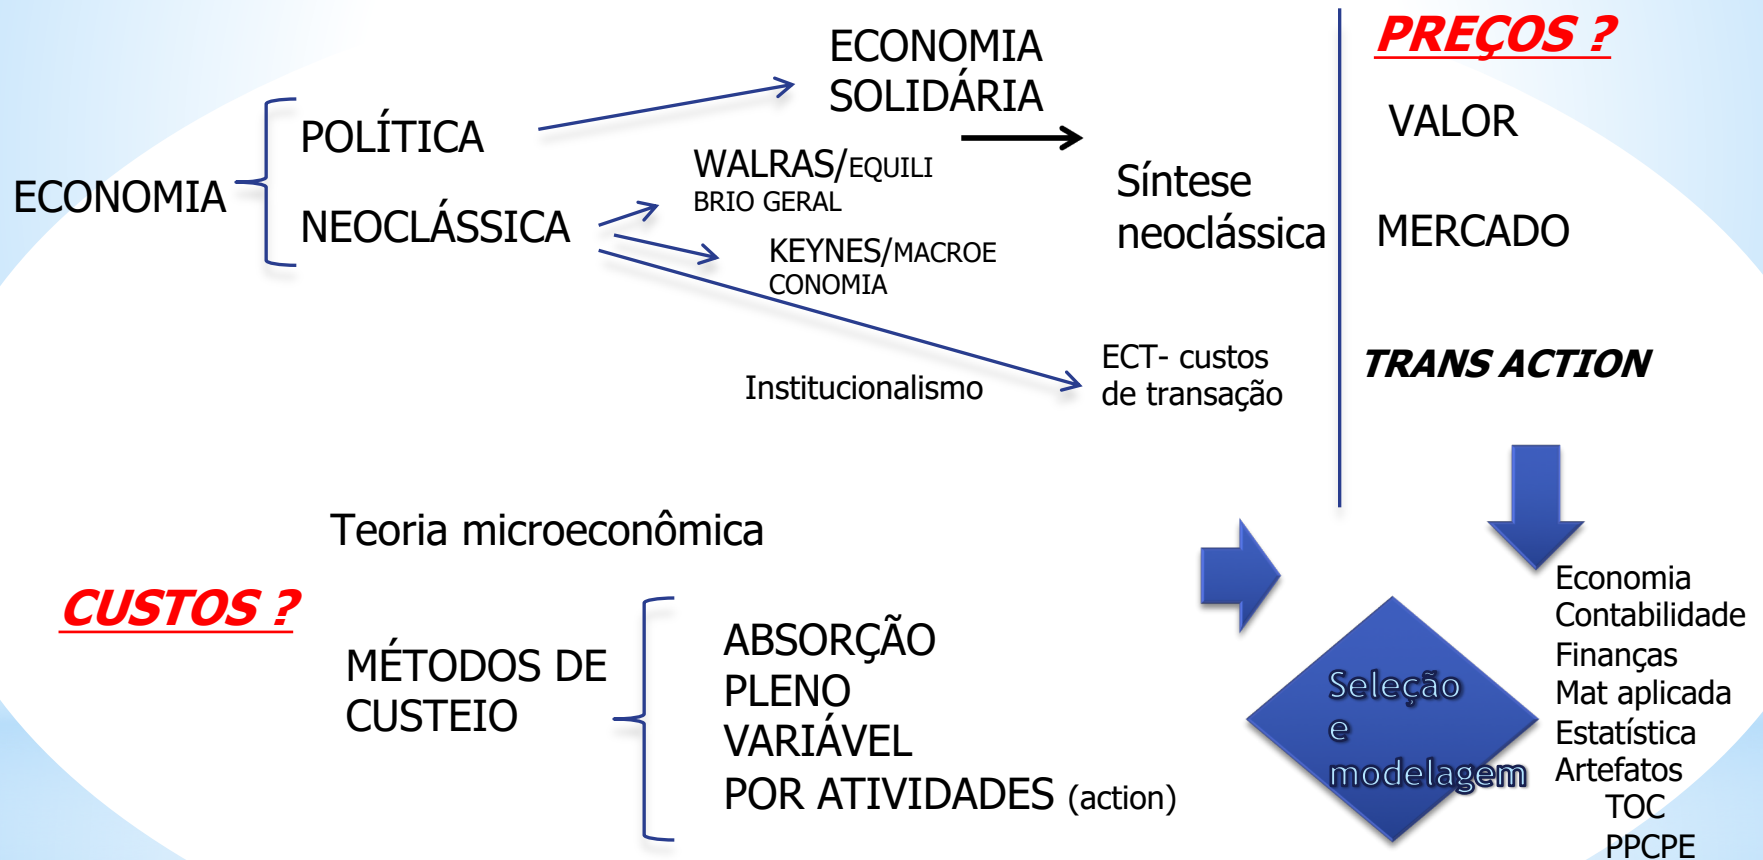 ECONOMIA
POLÍTICA
NEOCLÁSSICA
ECONOMIA
SOLIDÁRIA
WALRAS/EQUILI
BRIO GERAL
KEYNES/MACROE
CONOMIA
Síntese
neoclássica
Institucionalismo
ECT- custos
de transação
PREÇOS ?
VALOR
MERCADO
TRANS ACTION
Teoria microeconômica
CUSTOS ?
MÉTODOS DE
CUSTEIO
ABSORÇÃO
PLENO
VARIÁVEL
POR ATIVIDADES (action)
Seleção
e
modelagem
Economia
Contabilidade
Finanças
Mat aplicada
Estatística
Artefatos
TOC
PPCPE